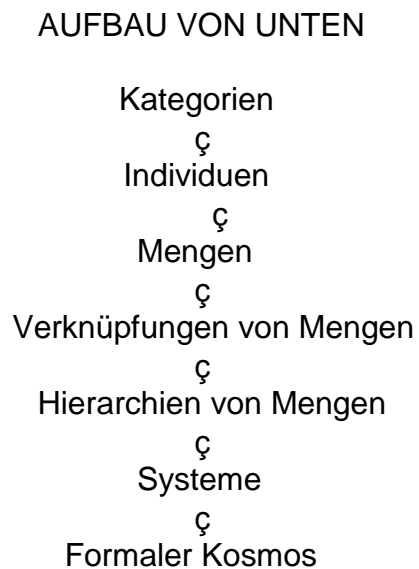 AUFBAU VON UNTEN
Kategorien
ç
Individuen
ç
Mengen
ç
Verknüpfungen von Mengen
ç
Hierarchien von Mengen
ç
Systeme
ç
Formaler Kosmos